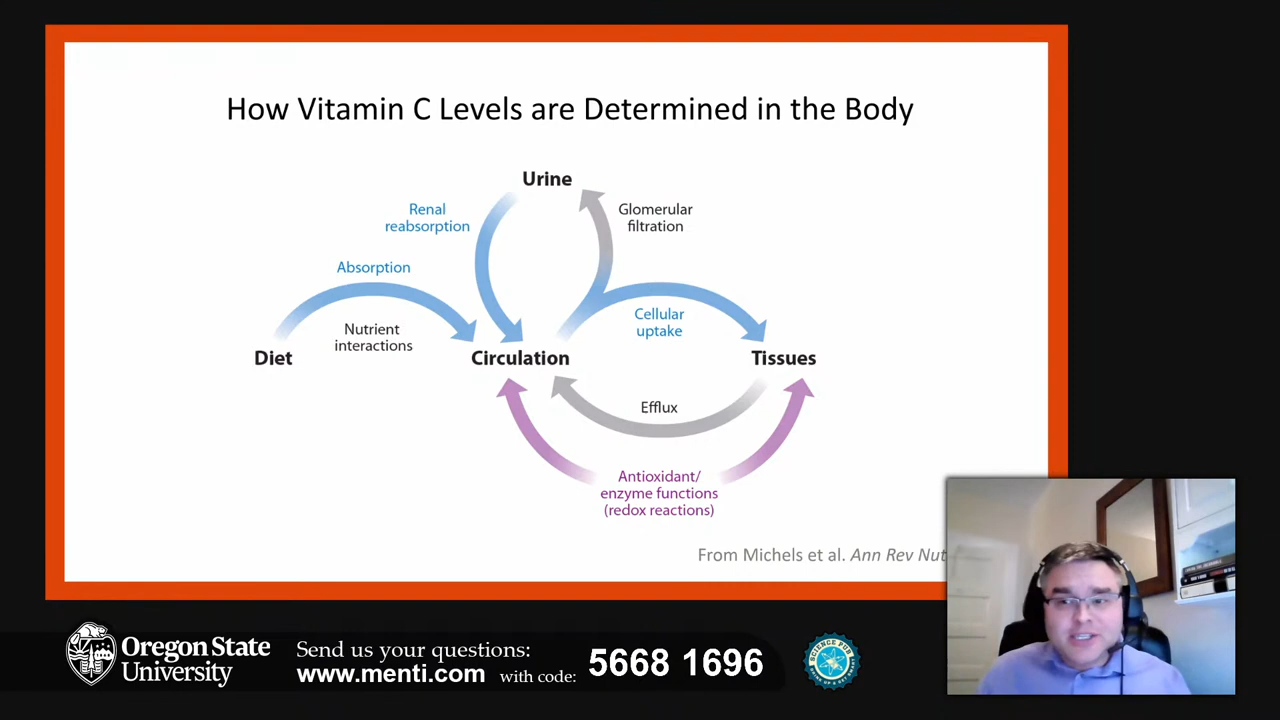 How Vitamin C Levels are Determined in the Body
Urine
Renal
reabsorption
Glomerular
filtration
Absorption
Nutrient
interactions
Cellular
uptake
Diet
Circulation
Tissues
Efflux
Antioxidant/
enzyme functions
(redox reactions)
From Michels et al. Ann Rev Nut
Oregon State
University
Send us your questions:
www.menti.com with code:
5668 1696
SCIENCE PUB